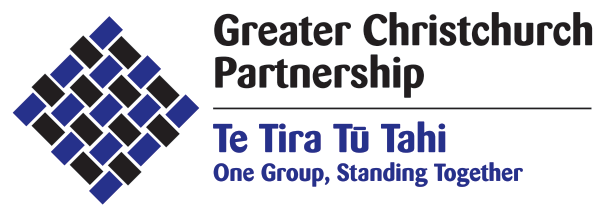 Greater Christchurch
Partnership
Te Tira Tū Tahi
One Group, Standing Together